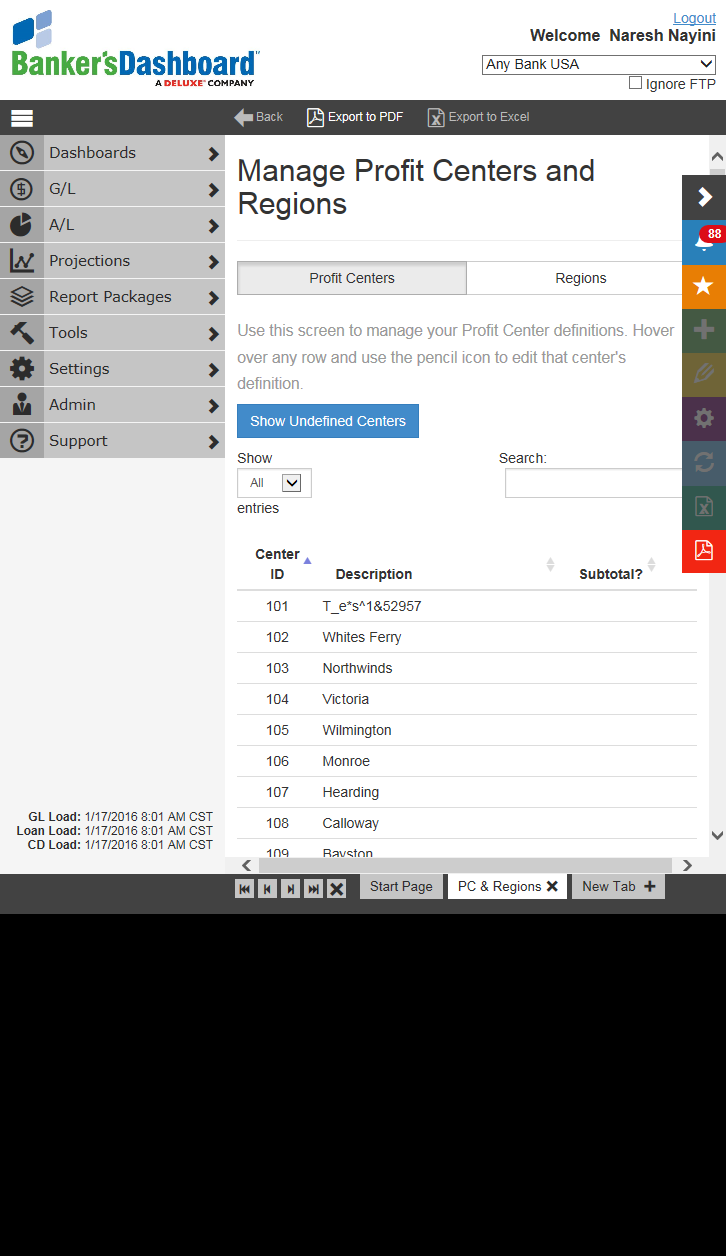 Logout
Banker'sDashboard
A DELUXE COMPANY
Welcome Naresh Nayini
Any Bank USA
Ignore FTP
Back
Export to PDF
Export to Excel
Dashboards
G/L
A/L
Projections
Report Packages
Tools
Settings
Admin
Support
GL Load: 1/17/2016 8:01 AM CST
Loan Load: 1/17/2016 8:01 AM CST
CD Load: 1/17/2016 8:01 AM CST
Manage Profit Centers and
Regions
Profit Centers
Regions
Use this screen to manage your Profit Center definitions. Hover
over any row and use the pencil icon to edit that center's
definition.
Show Undefined Centers
Show
All
entries
Search:
88
Center
ID Description Subtotal?
101 T_e*s^1&52957
102 Whites Ferry
103 Northwinds
104 Victoria
105 Wilmington
106 Monroe
107 Hearding
108 Calloway
109 Bayston
Start Page
PC & Regions
New Tab